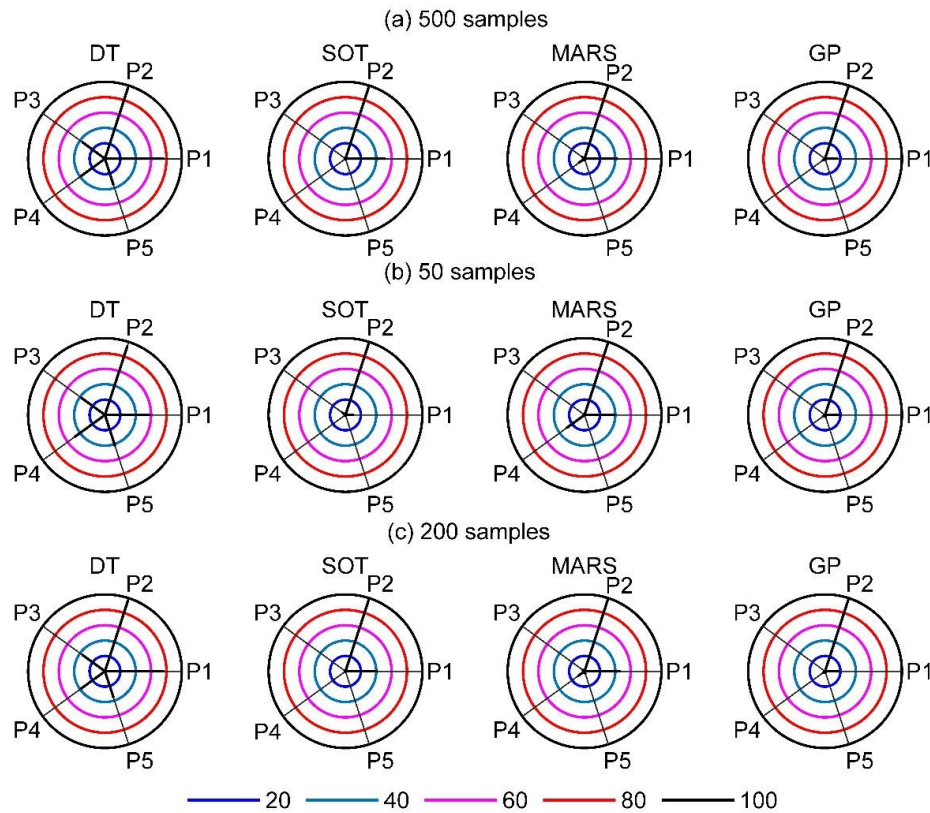 (a) 500 samples
DT SOT MARS GP
P2 P2 P2 P2
P3 P3 P3 P3
P1 P1 P1 P1
P4 P4 P4 P4
P5 P5 P5 P5
(b) 50 samples
DT SOT MARS GP
P2 P2 P2 P2
P3 P3 P3 P3
P1 P1 P1 P1
P4 P4 P4 P4
P5 P5 P5 P5
(c) 200 samples
DT SOT MARS GP
P2 P2 P2 P2
P3 P3 P3 P3
P1 P1 P1 P1
P4 P4 P4 P4
P5 P5 P5 P5
20 40 60 80 100